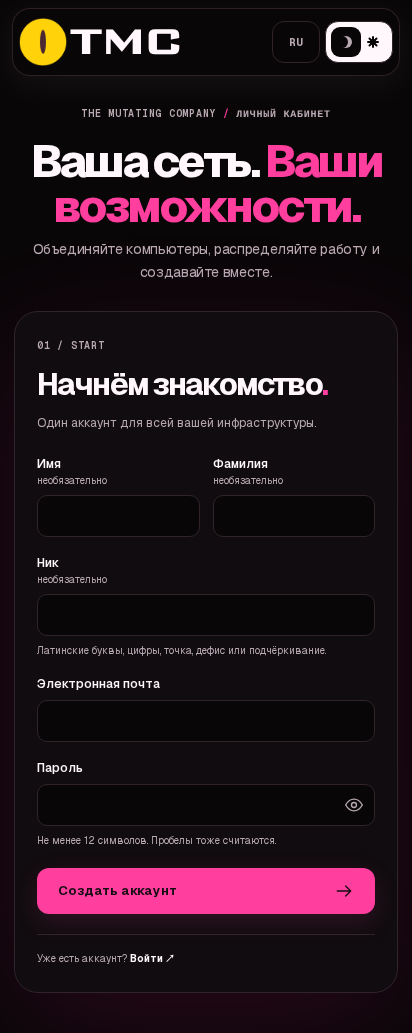 TMC
RU
THE MUTATING COMPANY / ЛИЧНЫЙ КАБИНЕТ
Ваша сеть. Ваши
возможности.
Объединяйте компьютеры, распределяйте работу и
создавайте вместе.
01 / START
Начнём знакомство.
Один аккаунт для всей вашей инфраструктуры.
Имя
необязательно
Фамилия
необязательно
Ник
необязательно
Латинские буквы, цифры, точка, дефис или подчёркивание.
Электронная почта
Пароль
Не менее 12 символов. Пробелы тоже считаются.
Создать аккаунт →
Уже есть аккаунт? Войти ↗